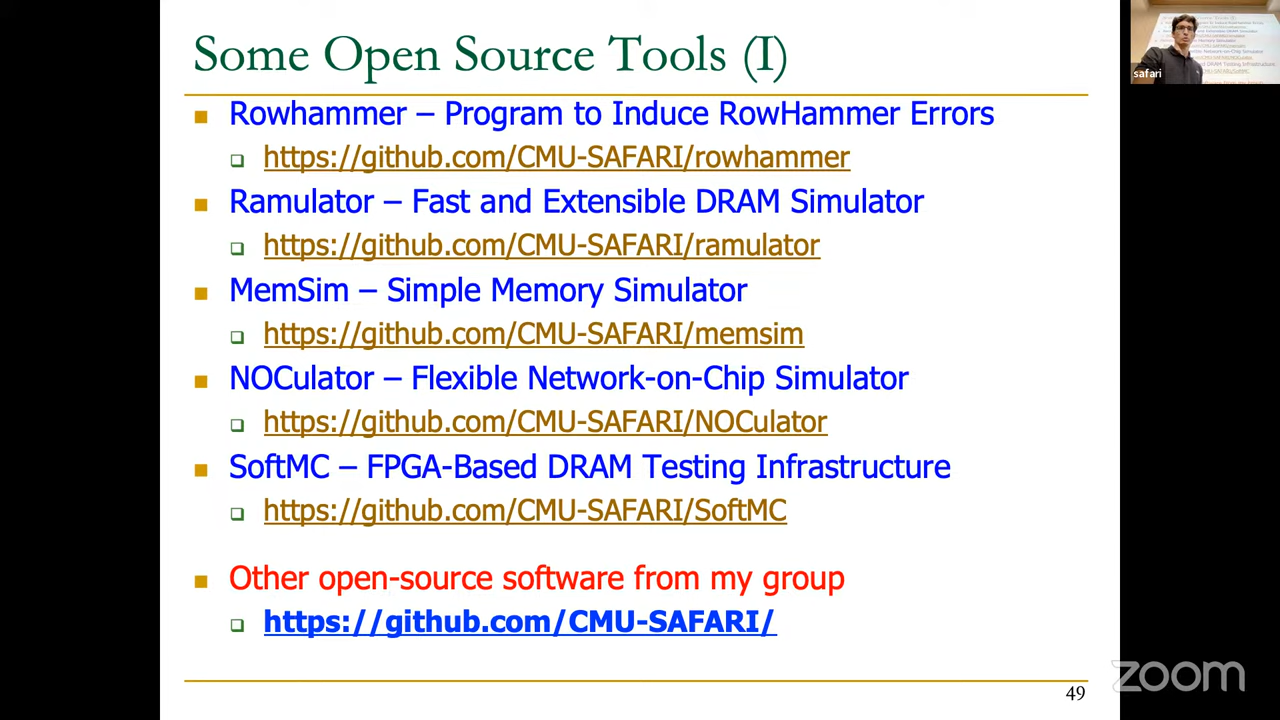 Some Open Source Tools (I)
Rowhammer – Program to Induce RowHammer Errors
https://github.com/CMU-SAFARI/rowhammer
Ramulator – Fast and Extensible DRAM Simulator
https://github.com/CMU-SAFARI/ramulator
MemSim – Simple Memory Simulator
https://github.com/CMU-SAFARI/memsim
NOCulator – Flexible Network-on-Chip Simulator
https://github.com/CMU-SAFARI/NOCulator
SoftMC – FPGA-Based DRAM Testing Infrastructure
https://github.com/CMU-SAFARI/SoftMC
Other open-source software from my group
https://github.com/CMU-SAFARI/
49
safari
zoom